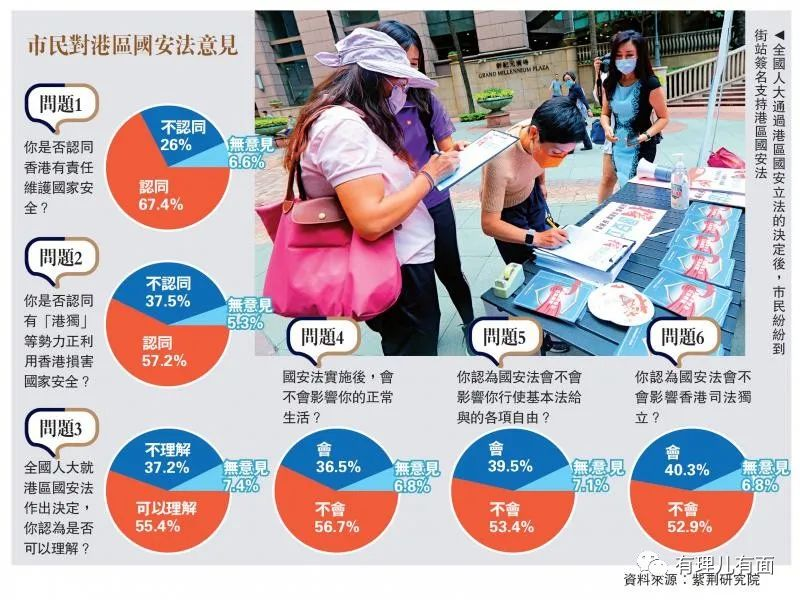 市民對港區國安法意見
問題1
你是否認同
香港有責任
維護國家安
全？
不認同
26%
無意見
6.6%
認同
67.4%
問題2
你是否認同
有「港獨」
等勢力正利
用香港損害
國家安全？
不認同
37.5%
無意見
5.3%
認同
57.2%
問題3
全國人大就
港區國安法
作出決定，
你認為是否
可以理解？
不理解
37.2%
無意見
7.4%
可以理解
55.4%
新紀元廣場
GRAND MILLENNIUM PLAZA
◀全國人大通過港區國安立法的決定後，市民紛紛到
街站簽名支持港區國安法
問題4
國安法實施後，會
不會影響你的正常
生活？
會
36.5%
無意見
6.8%
不會
56.7%
問題5
你認為國安法會不會
影響你行使基本法給
與的各項自由？
會
39.5%
無意見
7.1%
不會
53.4%
問題6
你認為國安法會不
會影響香港司法獨
立？
會
40.3%
無意見
6.8%
不會
52.9%
有理儿有面
資料來源：紫荊研究院